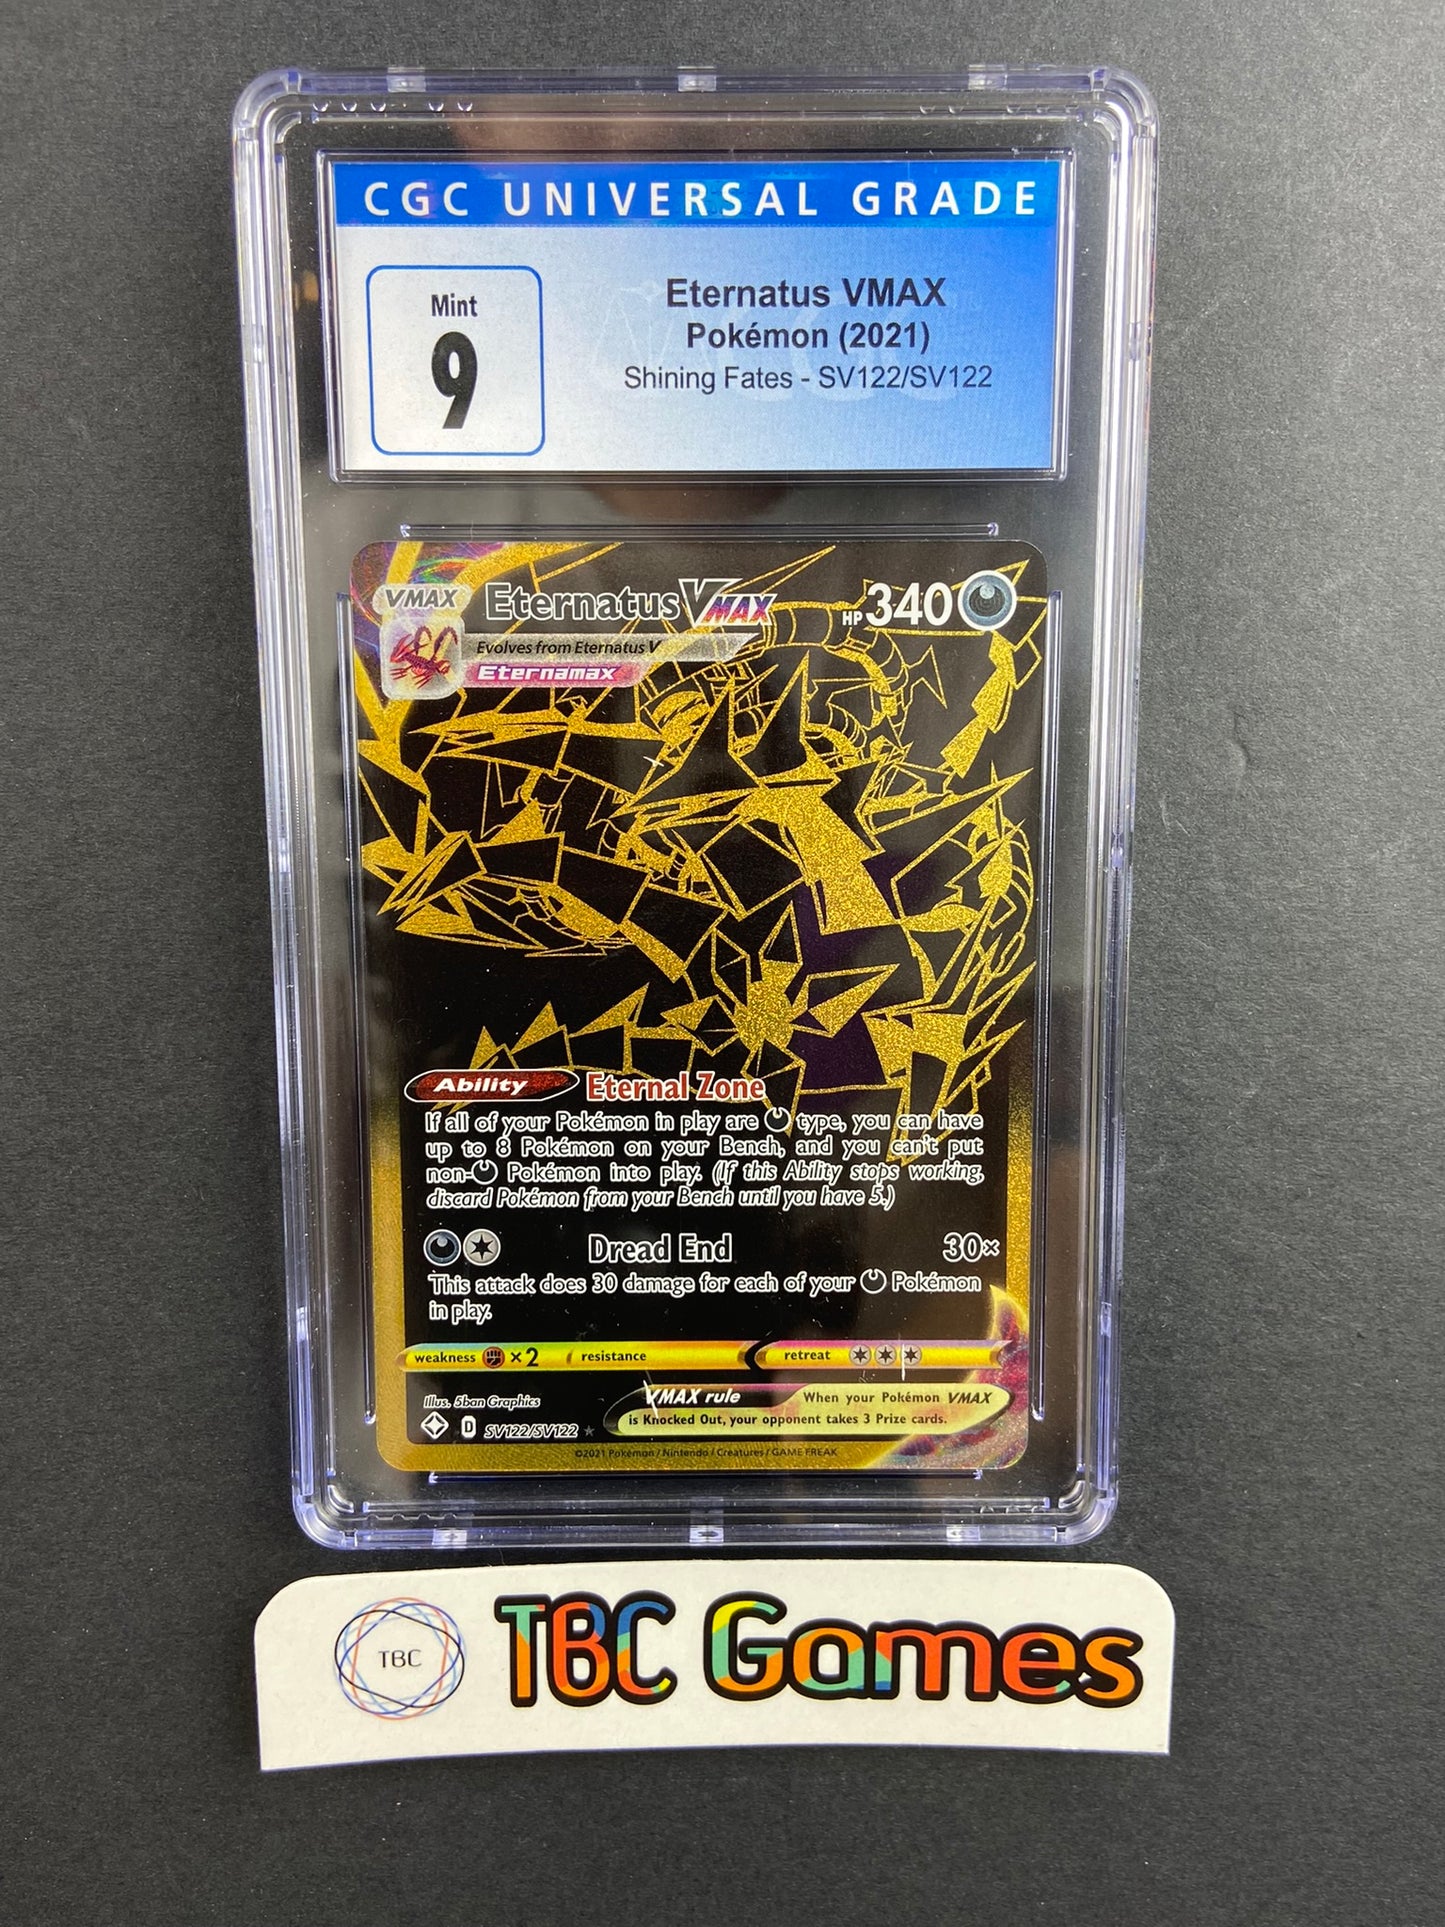 CGC UNIVERSAL GRADE
Mint
9
Eternatus VMAX
Pokémon (2021)
Shining Fates - SV122/SV122
VMAX
Eternatus VMAX
HP 340
Evolves from Eternatus V
Eternamax
Ability Eternal Zone
If all of your Pokémon in play are type, you can have
up to 8 Pokémon on your Bench, and you can't put
non- Pokémon into play. (If this Ability stops working,
discard Pokémon from your Bench until you have 5.)
Dread End 30×
This attack does 30 damage for each of your Pokémon
in play.
weakness ×2 resistance retreat
VMAX rule When your Pokémon VMAX
is Knocked Out, your opponent takes 3 Prize cards.
Illus. 5ban Graphics
D SV122/SV122
©2021 Pokémon / Nintendo / Creatures / GAME FREAK
TBC
TBC Games